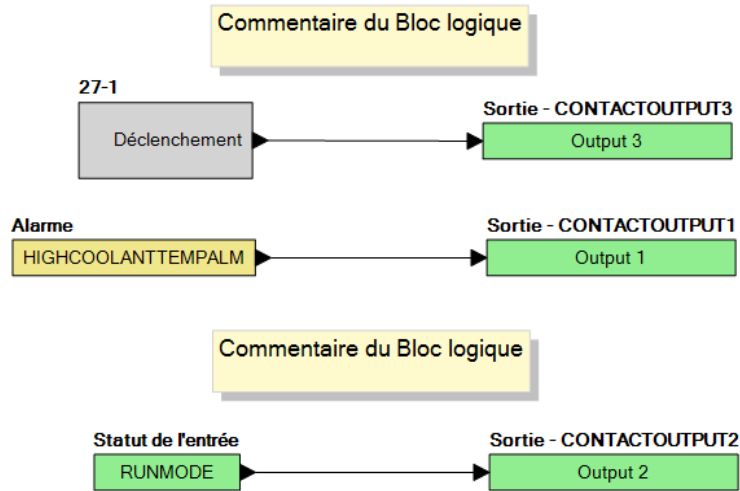 Commentaire du Bloc logique
27-1
Déclenchement
Sortie - CONTACTOUTPUT3
Output 3
Alarme
HIGHCOOLANTTEMPALM
Sortie - CONTACTOUTPUT1
Output 1
Commentaire du Bloc logique
Statut de l'entrée
RUNMODE
Sortie - CONTACTOUTPUT2
Output 2